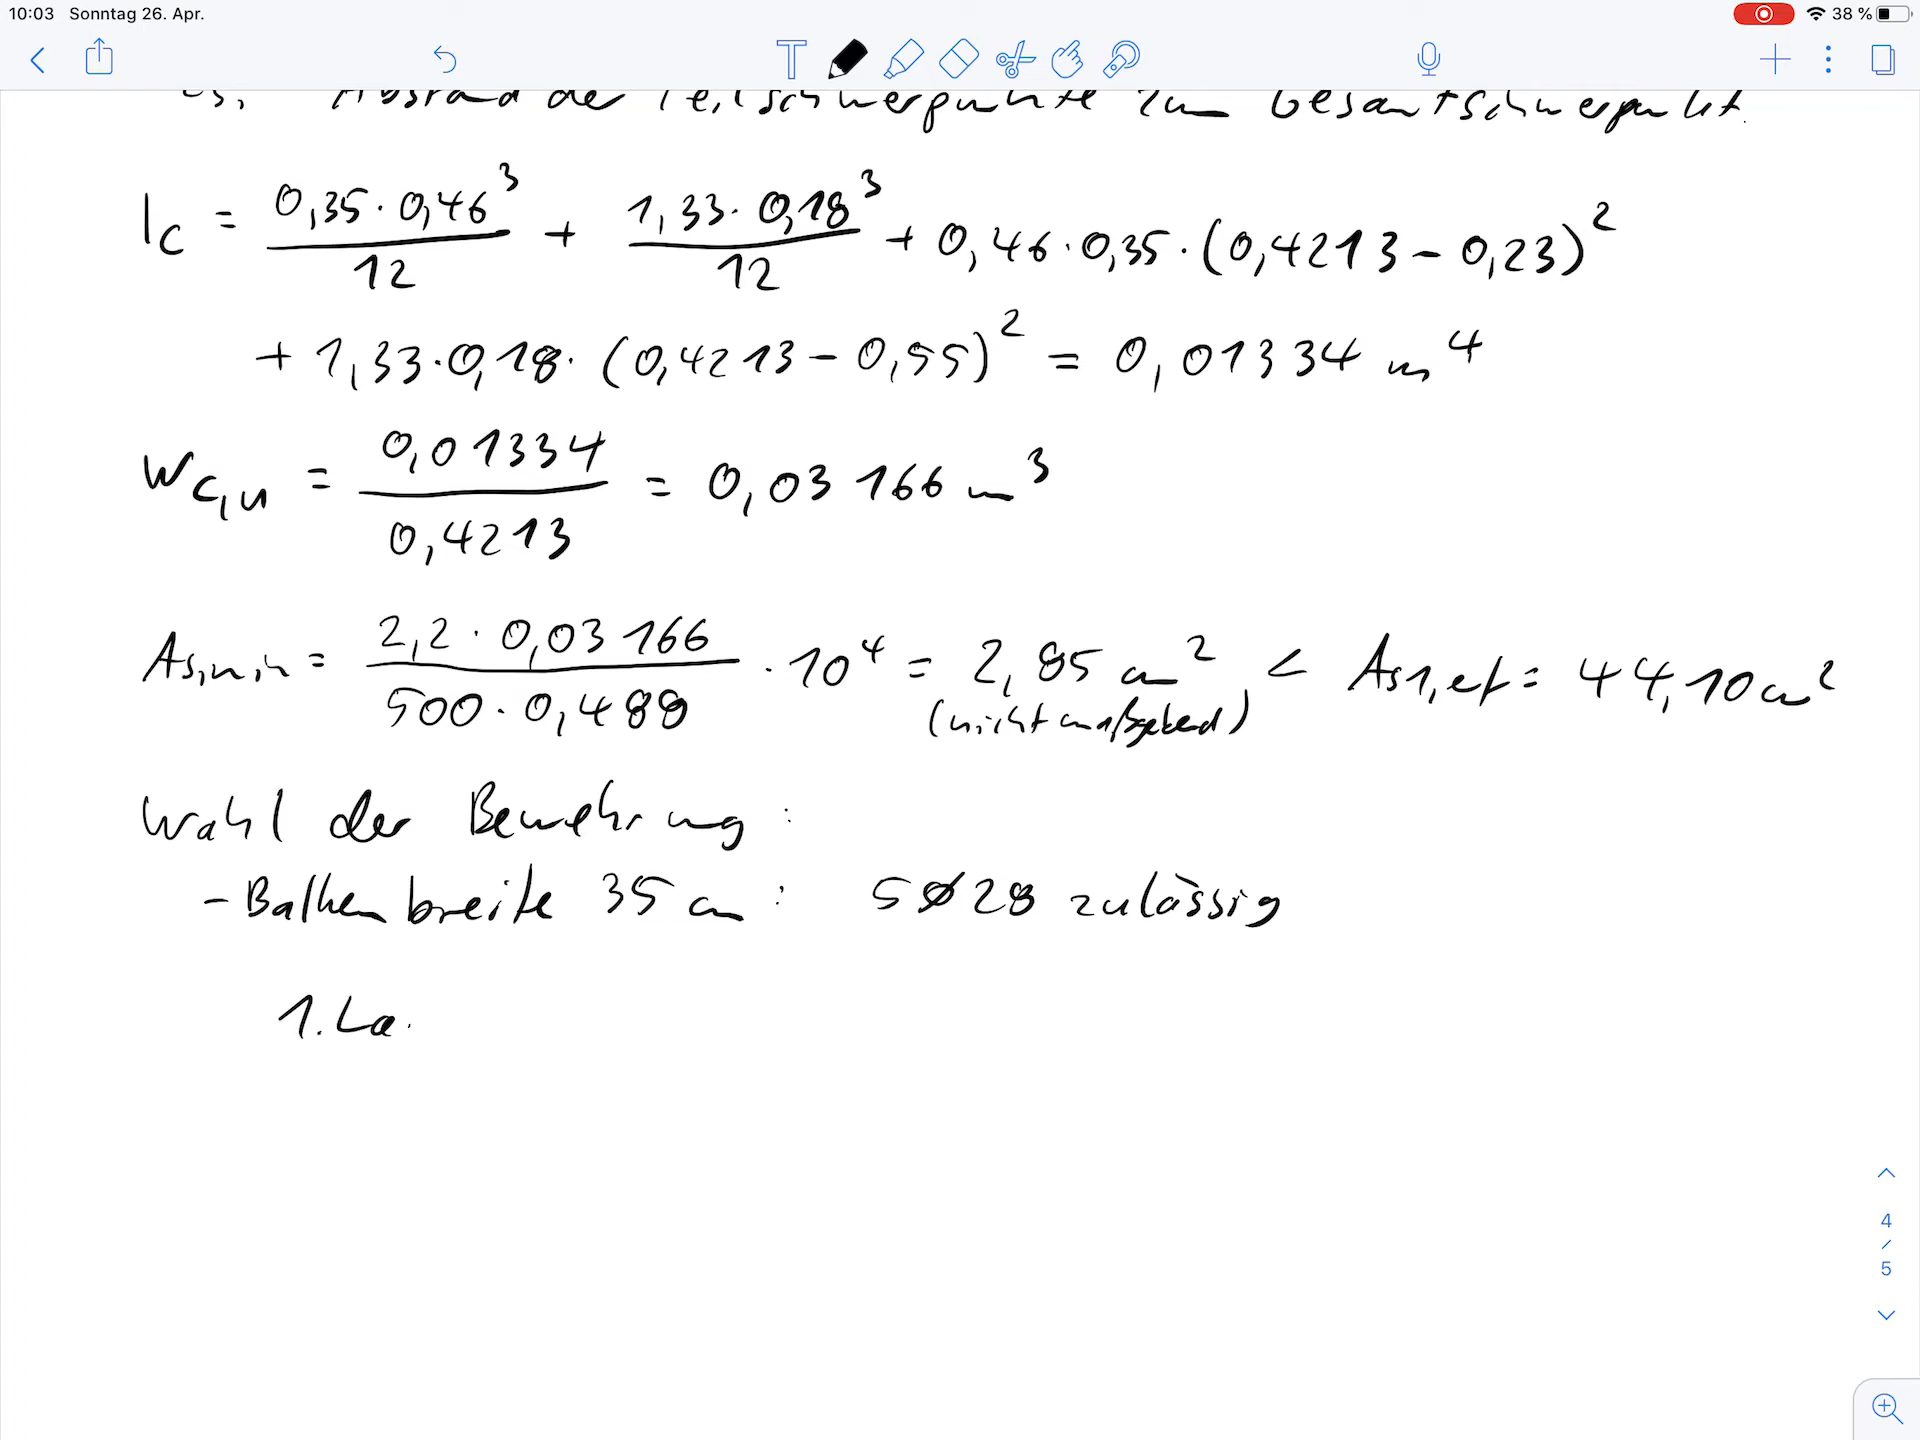 10:03 Sonntag 26. Apr. 38 %
es. Abstand der Teilschwerpunkte zum Gesamtschwerpunkt.
I_c = (0,35 · 0,46³)/12 + (1,33 · 0,18³)/12 + 0,46 · 0,35 · (0,4213 - 0,23)²
+ 1,33 · 0,18 · (0,4213 - 0,55)² = 0,01334 m⁴
W_c,u = 0,01334/0,4213 = 0,03166 m³
As,min = (2,2 · 0,03166)/(500 · 0,488) · 10⁴ = 2,85 cm² < As1,erf = 44,10 cm²
(nicht maßgebend)
Wahl der Bewehrung:
- Balkenbreite 35 cm: 5 Ø 28 zulässig
1. La.
4
/
5